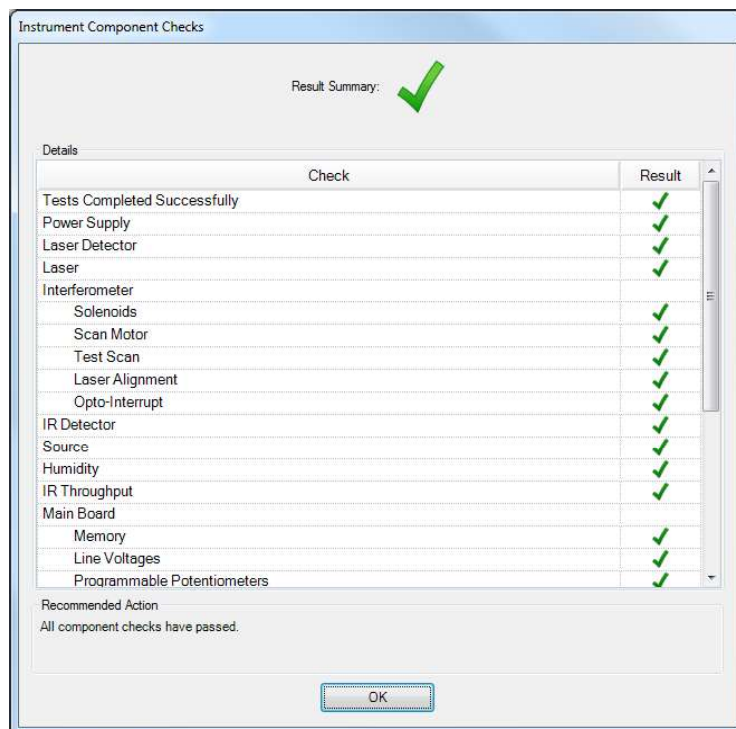 Instrument Component Checks
Result Summary:
Details
Check Result
Tests Completed Successfully
Power Supply
Laser Detector
Laser
Interferometer
Solenoids
Scan Motor
Test Scan
Laser Alignment
Opto-Interrupt
IR Detector
Source
Humidity
IR Throughput
Main Board
Memory
Line Voltages
Programmable Potentiometers
Recommended Action
All component checks have passed.
OK